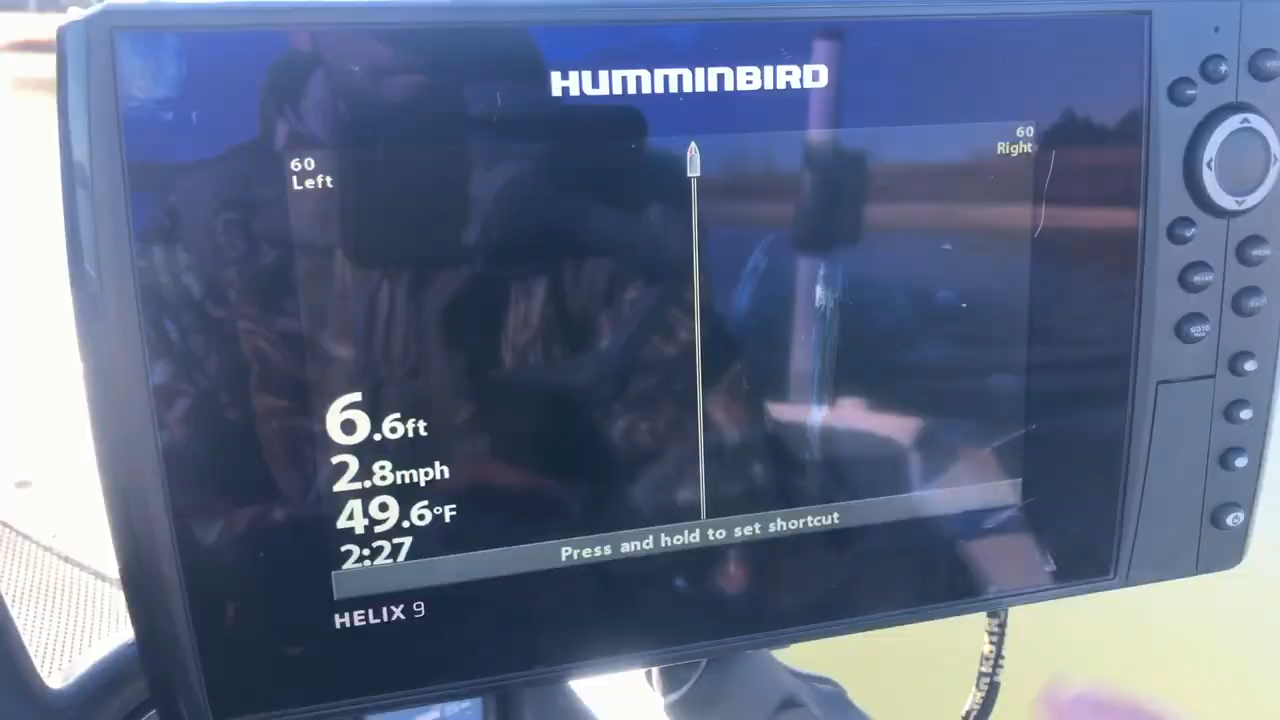 HUMMINBIRD
60
Left
60
Right
6.6ft
2.8mph
49.6°F
2:27
Press and hold to set shortcut
HELIX 9
GOTO